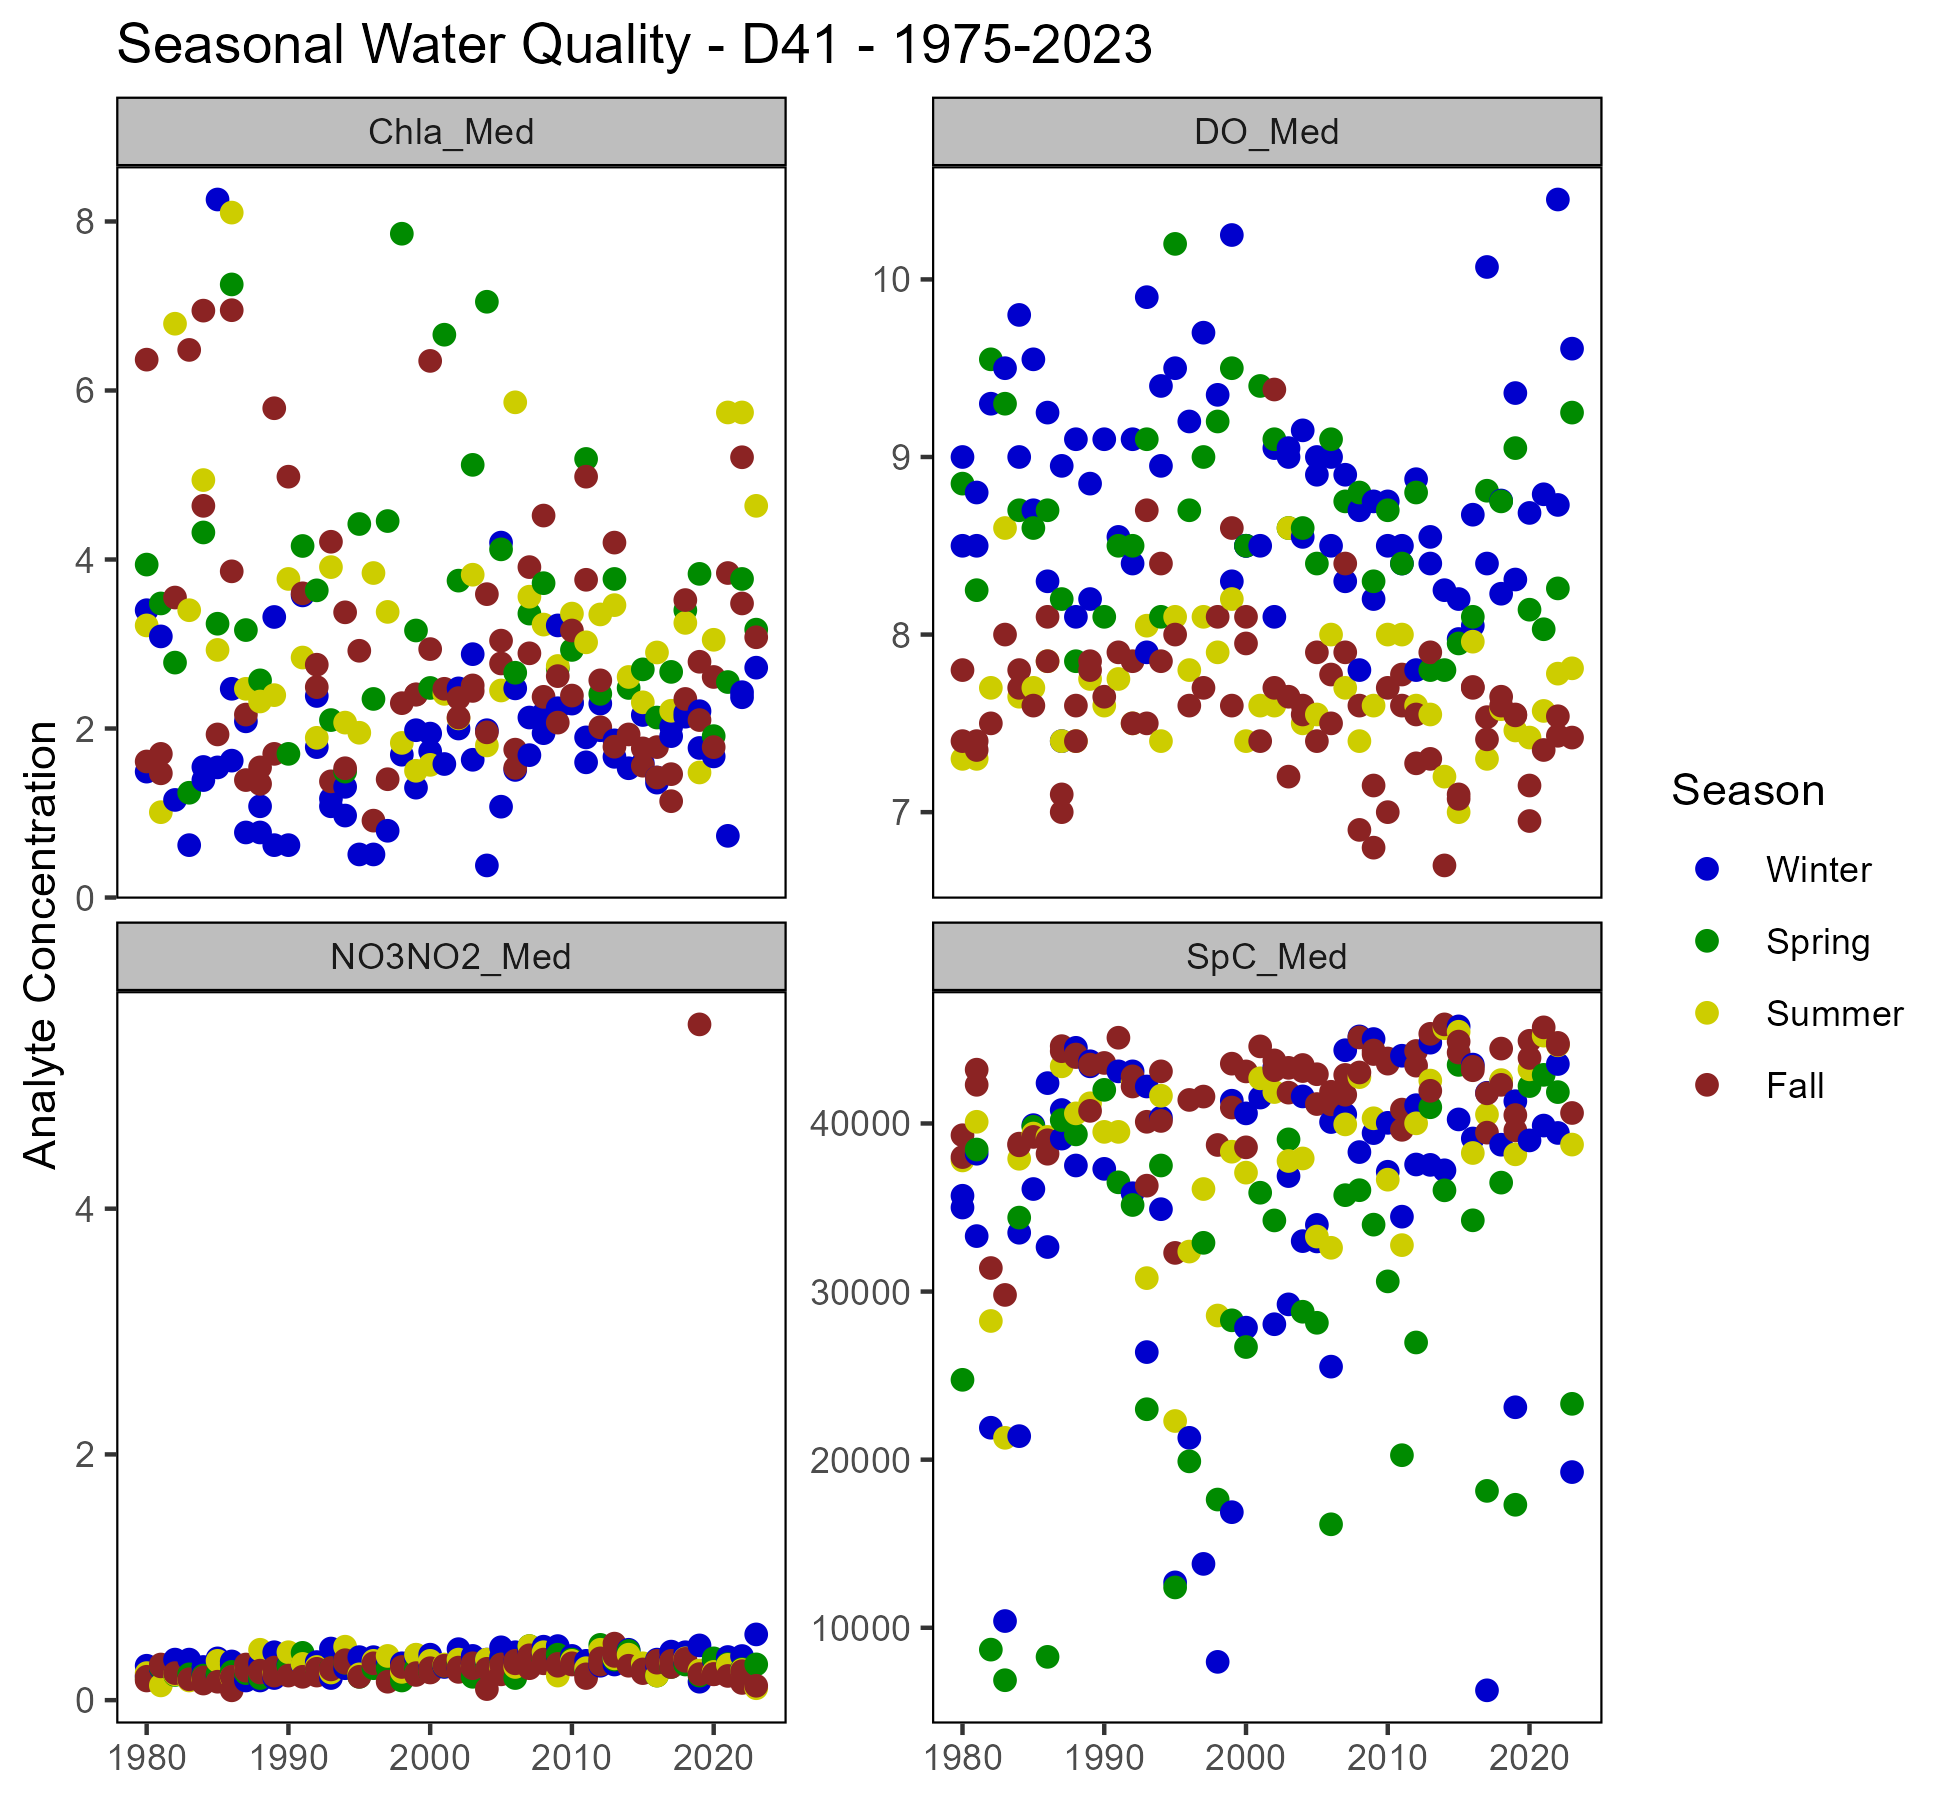 Seasonal Water Quality - D41 - 1975-2023
Chla_Med
DO_Med
8
6
4
2
0
10
9
8
7
Analyte Concentration
NO3NO2_Med
SpC_Med
4
2
0
40000
30000
20000
10000
1980 1990 2000 2010 2020
1980 1990 2000 2010 2020
Season
Winter
Spring
Summer
Fall